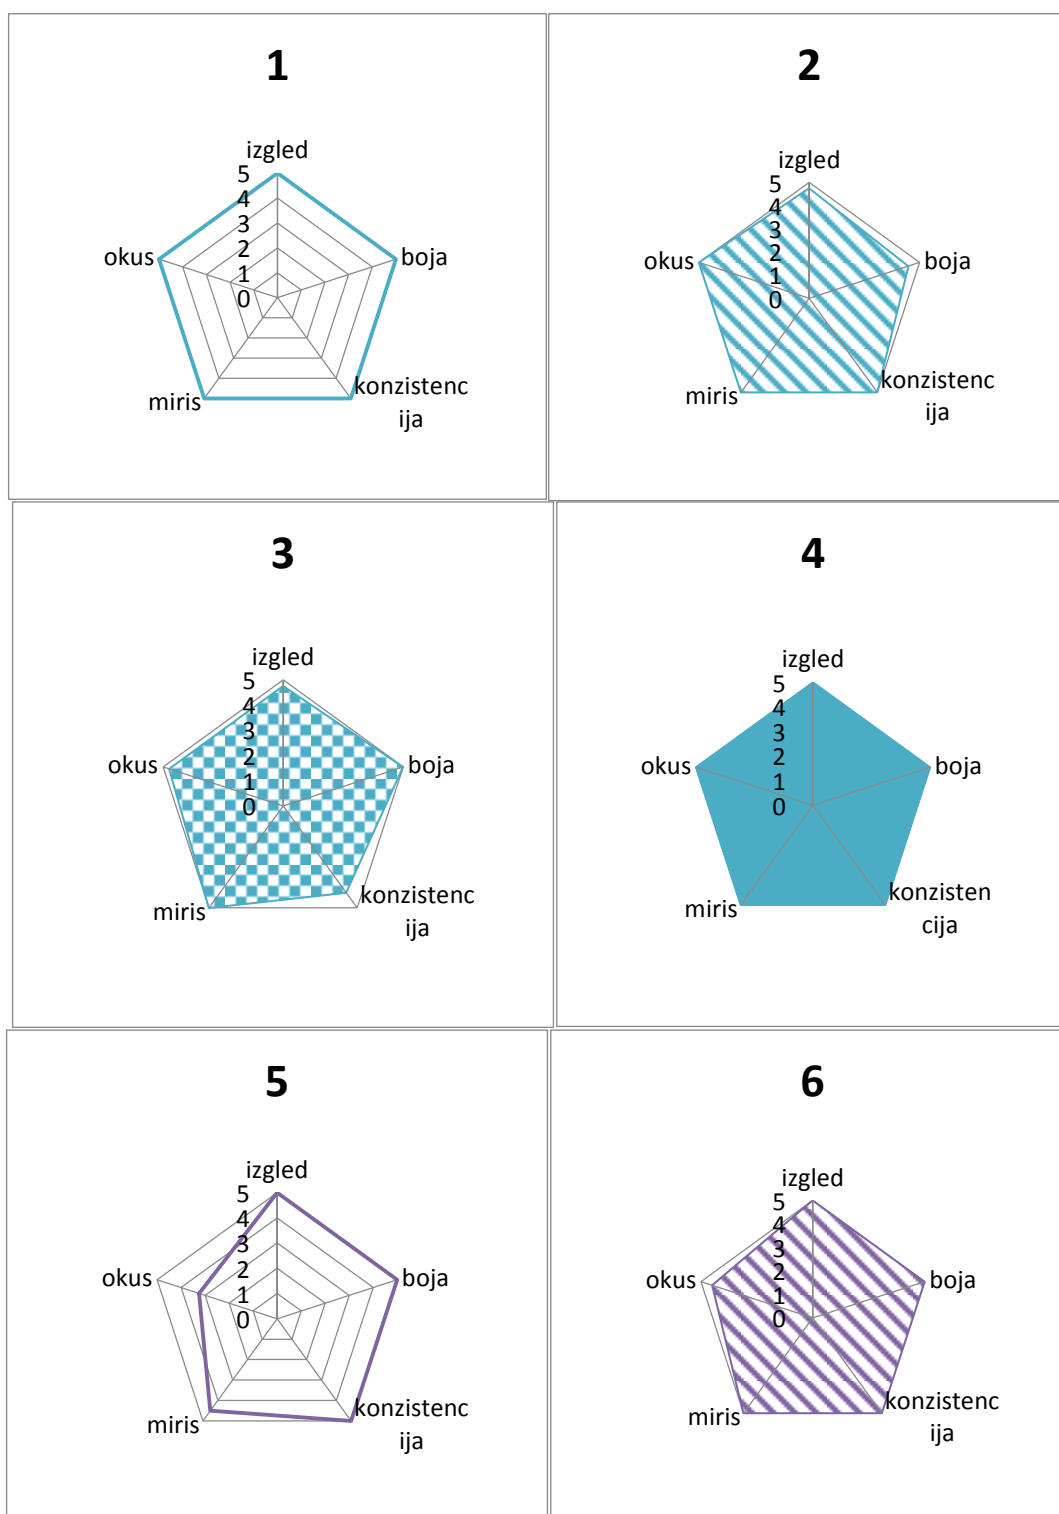 1
izgled
5
4
3
2
1
0
okus
boja
miris
konzistenc
ija
2
izgled
5
4
3
2
1
0
okus
boja
miris
konzistenc
ija
3
izgled
5
4
3
2
1
0
okus
boja
miris
konzistenc
ija
4
izgled
5
4
3
2
1
0
okus
boja
miris
konzisten
cija
5
izgled
5
4
3
2
1
0
okus
boja
miris
konzistenc
ija
6
izgled
5
4
3
2
1
0
okus
boja
miris
konzistenc
ija